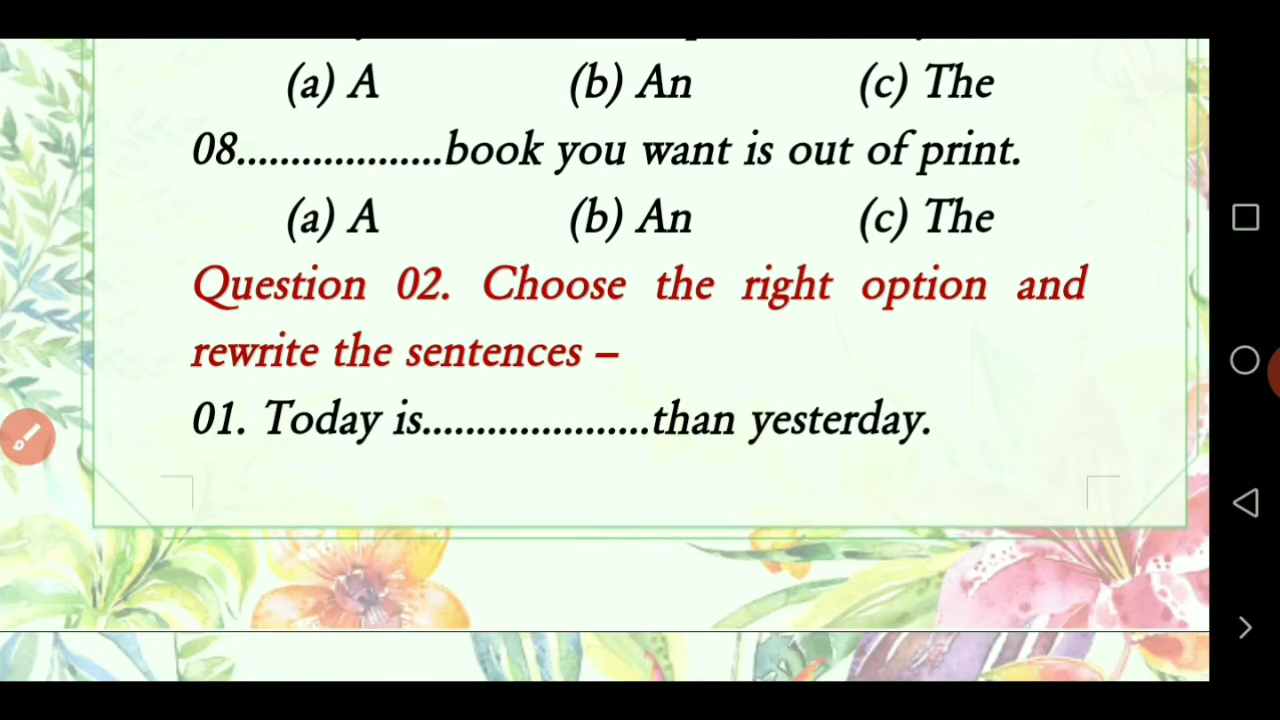 (a) A (b) An (c) The
08...................book you want is out of print.
(a) A (b) An (c) The
Question 02. Choose the right option and
rewrite the sentences –
01. Today is.....................than yesterday.